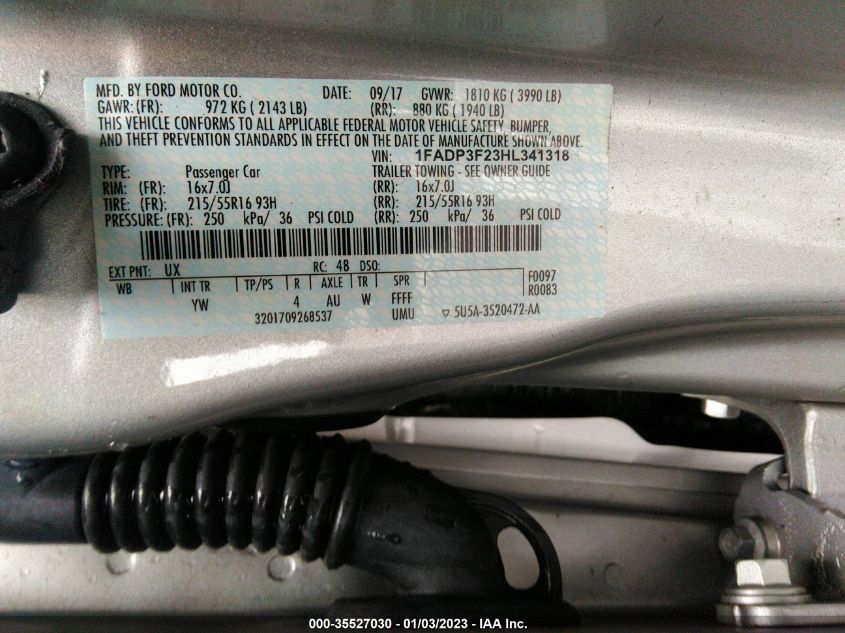 MFD. BY FORD MOTOR CO. DATE: 09/17 GVWR: 1810 KG ( 3990 LB)
GAWR: (FR): 972 KG ( 2143 LB) (RR): 880 KG ( 1940 LB)
THIS VEHICLE CONFORMS TO ALL APPLICABLE FEDERAL MOTOR VEHICLE SAFETY, BUMPER,
AND THEFT PREVENTION STANDARDS IN EFFECT ON THE DATE OF MANUFACTURE SHOWN ABOVE.
VIN: 1FADP3F23HL341318
TYPE: Passenger Car TRAILER TOWING - SEE OWNER GUIDE
RIM: (FR): 16x7.0J (RR): 16x7.0J
TIRE: (FR): 215/55R16 93H (RR): 215/55R16 93H
PRESSURE: (FR): 250 kPa/ 36 PSI COLD (RR): 250 kPa/ 36 PSI COLD
EXT PNT: UX RC: 48 DSO: F0097
WB INT TR TP/PS R AXLE TR SPR R0083
YW 4 AU W FFFF
3201709268537 UMU ▽ 5U5A-3520472-AA
000-35527030 - 01/03/2023 - IAA Inc.